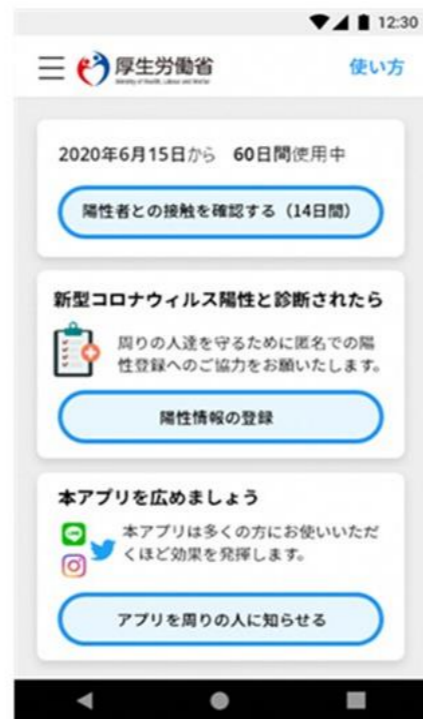 12:30
厚生労働省
Ministry of Health, Labour and Welfare
使い方
2020年6月15日から 60日間使用中
陽性者との接触を確認する（14日間）
新型コロナウィルス陽性と診断されたら
周りの人達を守るために匿名での陽
性登録へのご協力をお願いたします。
陽性情報の登録
本アプリを広めましょう
本アプリは多くの方にお使いいただ
くほど効果を発揮します。
アプリを周りの人に知らせる